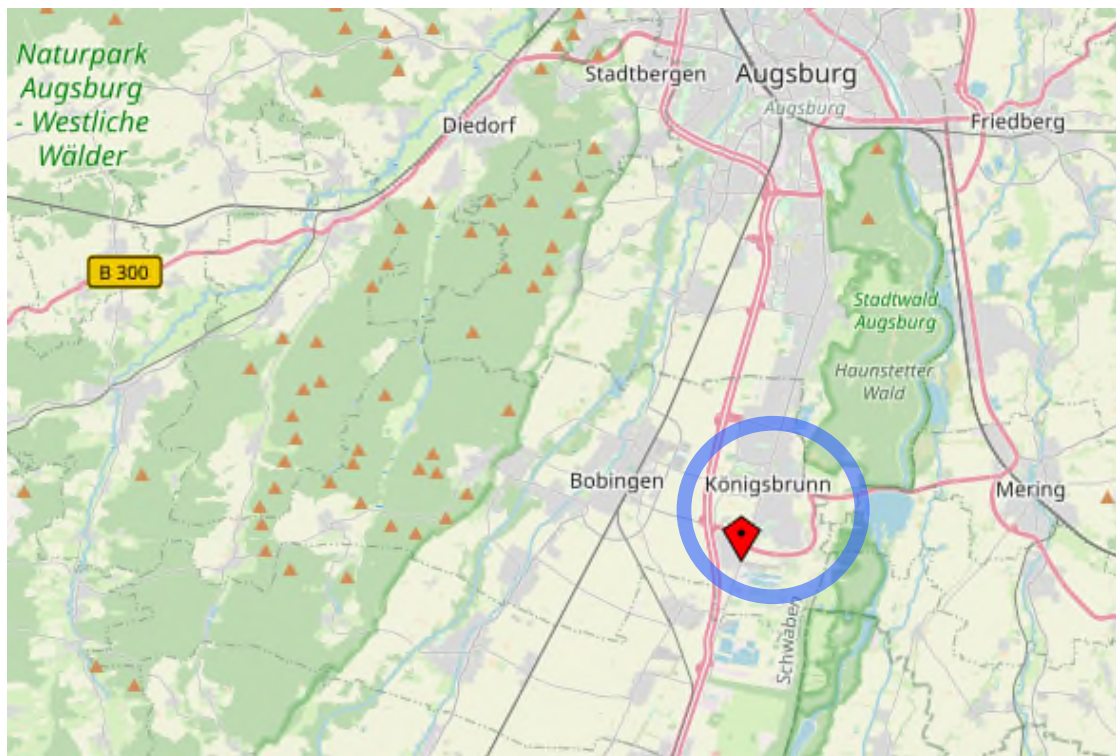 Naturpark
Augsburg
- Westliche
Wälder
Stadtbergen
Augsburg
Augsburg
Diedorf
Friedberg
B 300
Stadtwald
Augsburg
Haunstetter
Wald
Bobingen
Königsbrunn
Mering
Schwaben